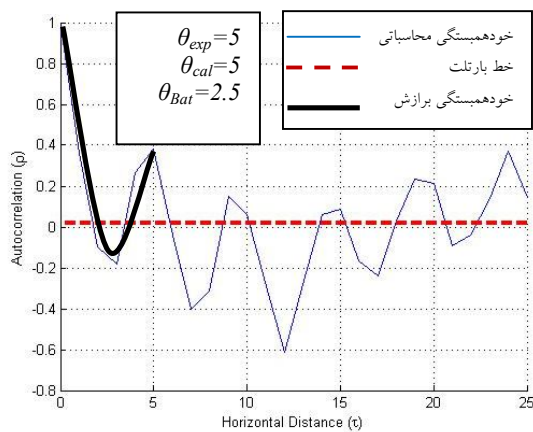 θexp=5
θcal=5
θBat=2.5
خودهمبستگی محاسباتی
خط بارتلت
خودهمبستگی برازش
Autocorrelation (ρ)
1
0.8
0.6
0.4
0.2
0
-0.2
-0.4
-0.6
-0.8
0 5 10 15 20 25
Horizontal Distance (τ)